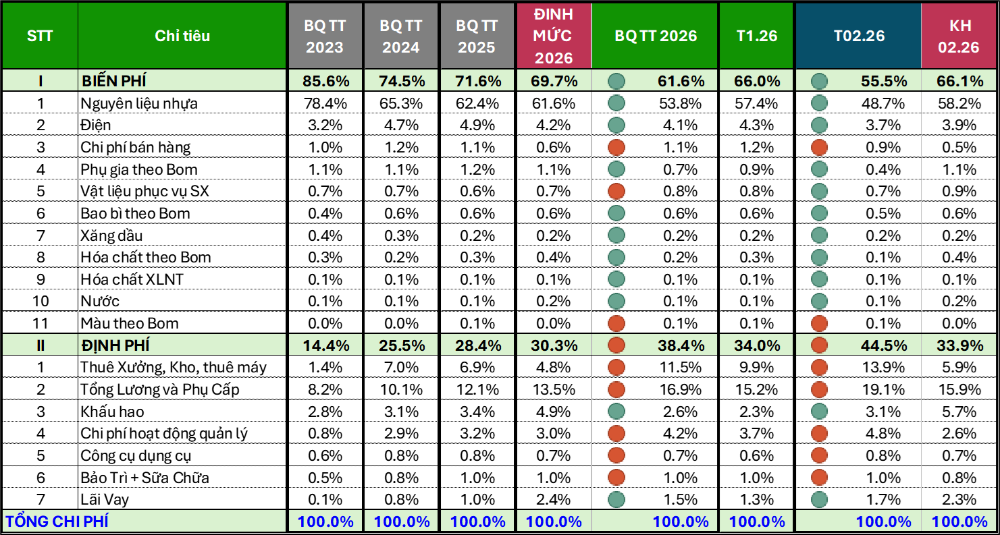 STT Chỉ tiêu BQ TT 2023 BQ TT 2024 BQ TT 2025 ĐINH MỨC 2026 BQ TT 2026 T1.26 T02.26 KH 02.26
I BIẾN PHÍ 85.6% 74.5% 71.6% 69.7% 61.6% 66.0% 55.5% 66.1%
1 Nguyên liệu nhựa 78.4% 65.3% 62.4% 61.6% 53.8% 57.4% 48.7% 58.2%
2 Điện 3.2% 4.7% 4.9% 4.2% 4.1% 4.3% 3.7% 3.9%
3 Chi phí bán hàng 1.0% 1.2% 1.1% 0.6% 1.1% 1.2% 0.9% 0.5%
4 Phụ gia theo Bom 1.1% 1.1% 1.2% 1.1% 0.7% 0.9% 0.4% 1.1%
5 Vật liệu phục vụ SX 0.7% 0.7% 0.6% 0.7% 0.8% 0.8% 0.7% 0.9%
6 Bao bì theo Bom 0.4% 0.6% 0.6% 0.6% 0.6% 0.6% 0.5% 0.6%
7 Xăng dầu 0.4% 0.3% 0.2% 0.2% 0.2% 0.2% 0.2% 0.2%
8 Hóa chất theo Bom 0.3% 0.2% 0.3% 0.4% 0.2% 0.3% 0.1% 0.4%
9 Hóa chất XLNT 0.1% 0.1% 0.1% 0.1% 0.1% 0.1% 0.1% 0.1%
10 Nước 0.1% 0.1% 0.1% 0.2% 0.1% 0.1% 0.1% 0.2%
11 Màu theo Bom 0.0% 0.0% 0.1% 0.0% 0.1% 0.1% 0.1% 0.0%
II ĐỊNH PHÍ 14.4% 25.5% 28.4% 30.3% 38.4% 34.0% 44.5% 33.9%
1 Thuê Xưởng, Kho, thuê máy 1.4% 7.0% 6.9% 4.8% 11.5% 9.9% 13.9% 5.9%
2 Tổng Lương và Phụ Cấp 8.2% 10.1% 12.1% 13.5% 16.9% 15.2% 19.1% 15.9%
3 Khấu hao 2.8% 3.1% 3.4% 4.9% 2.6% 2.3% 3.1% 5.7%
4 Chi phí hoạt động quản lý 0.8% 2.9% 3.2% 3.0% 4.2% 3.7% 4.8% 2.6%
5 Công cụ dụng cụ 0.6% 0.8% 0.8% 0.7% 0.7% 0.6% 0.8% 0.7%
6 Bảo Trì + Sữa Chữa 0.5% 0.8% 1.0% 1.0% 1.0% 1.0% 1.0% 0.8%
7 Lãi Vay 0.1% 0.8% 1.0% 2.4% 1.5% 1.3% 1.7% 2.3%
TỔNG CHI PHÍ 100.0% 100.0% 100.0% 100.0% 100.0% 100.0% 100.0% 100.0%